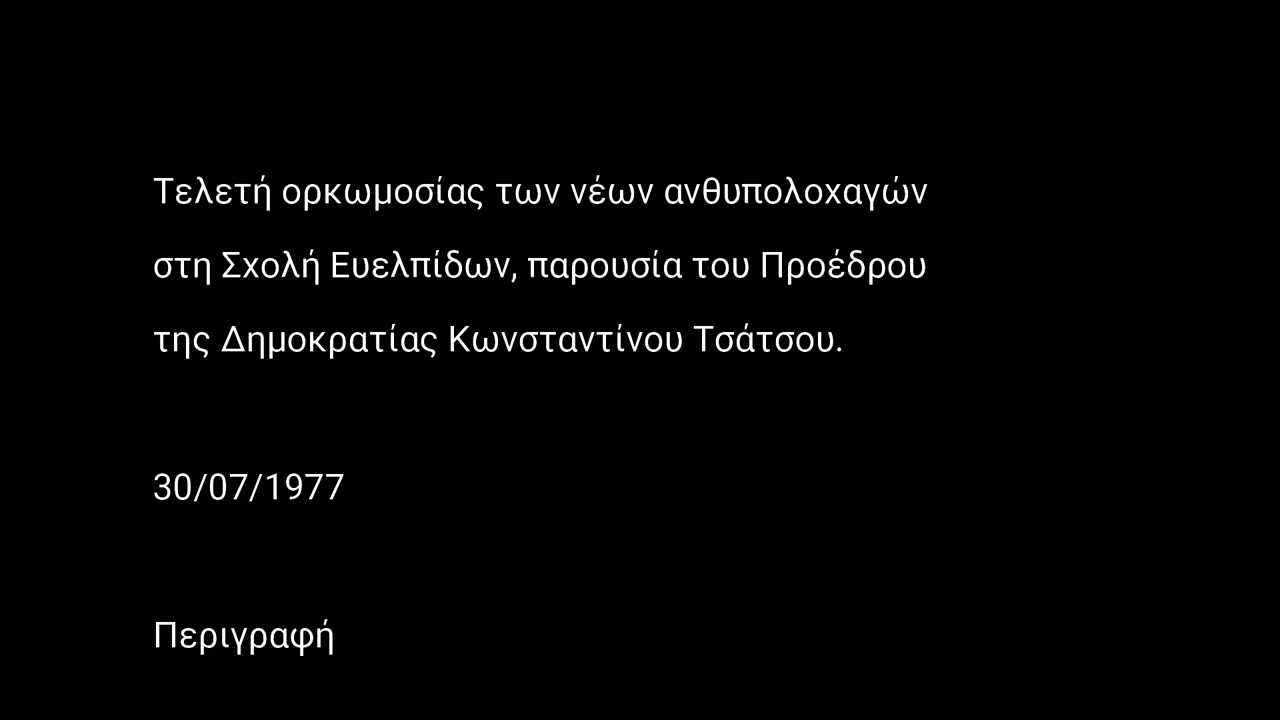 Τελετή ορκωμοσίας των νέων ανθυπολοχαγών
στη Σχολή Ευελπίδων, παρουσία του Προέδρου
της Δημοκρατίας Κωνσταντίνου Τσάτσου.
30/07/1977
Περιγραφή